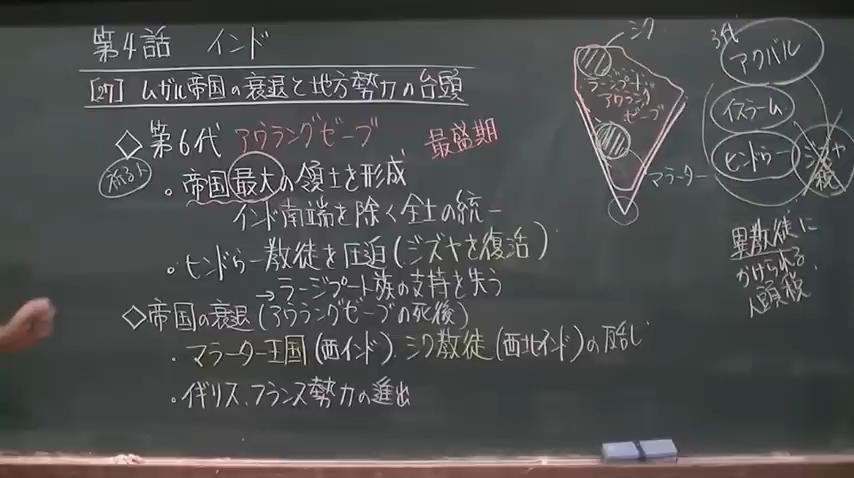 第4話 インド
[27] ムガル帝国の衰退と地方勢力の台頭
◇第6代 アウラングゼーブ 最盛期
・帝国最大の領土を形成
インド南端を除く全土の統一
・ヒンドゥー教徒を圧迫(ジズヤを復活)
→ラージプート族の支持を失う
◇帝国の衰退(アウラングゼーブの死後)
・マラーター王国(西インド)、シク教徒(西北インド)の反乱
・イギリス、フランス勢力の進出
シク
ラージプート
アウラング
ゼーブ
マラーター
3代
アクバル
イスラーム
ヒンドゥー
ジズヤ
税
異教徒に
かけられる
人頭税.